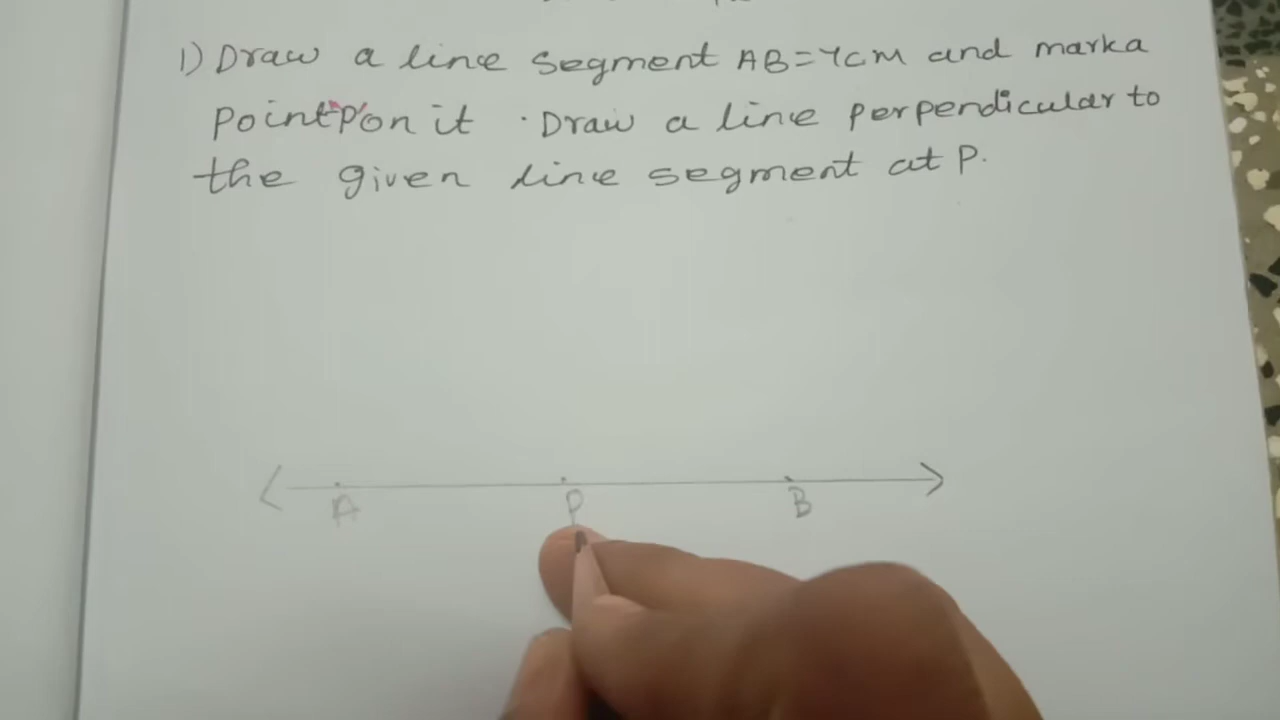 1) Draw a line segment AB=7cm and mark a
point 'P' on it . Draw a line perpendicular to
the given line segment at P.
A P B